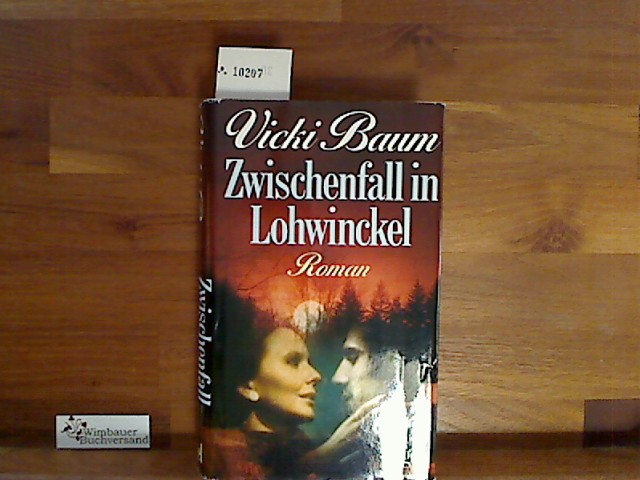 10207
Vicki Baum
Zwischenfall in
Lohwinckel
Roman
Zwischenfall
Wimbauer
Buchversand